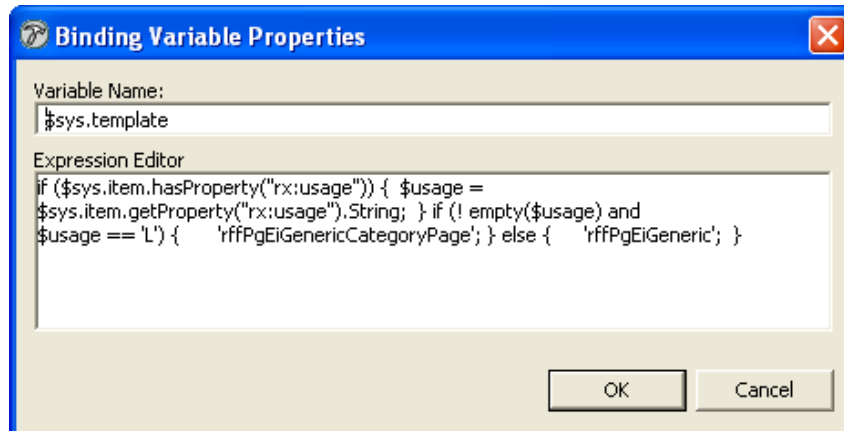 Binding Variable Properties
Variable Name:
$sys.template
Expression Editor
if ($sys.item.hasProperty("rx:usage")) { $usage =
$sys.item.getProperty("rx:usage").String; } if (! empty($usage) and
$usage == 'L') { 'rffPgEiGenericCategoryPage'; } else { 'rffPgEiGeneric'; }
OK Cancel